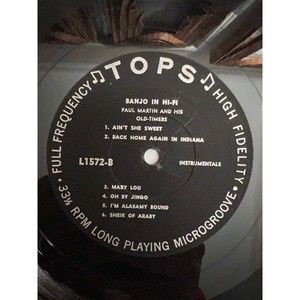 TOPS
FULL FREQUENCY
HIGH FIDELITY
BANJO IN HI-FI
PAUL MARTIN AND HIS
OLD-TIMERS
1. AIN'T SHE SWEET
2. BACK HOME AGAIN IN INDIANA
L1572-B
INSTRUMENTALS
3. MARY LOU
4. OH BY JINGO
5. I'M ALABAMY BOUND
6. SHEIK OF ARABY
33⅓ RPM LONG PLAYING MICROGROOVE